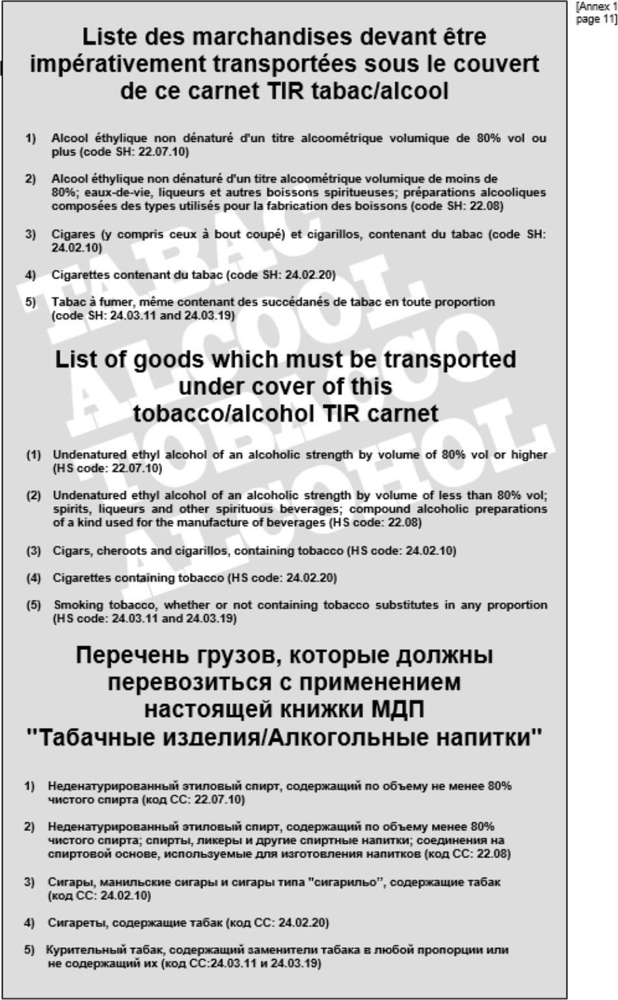 [Annex 1
page 11]
Liste des marchandises devant être
impérativement transportées sous le couvert
de ce carnet TIR tabac/alcool
1) Alcool éthylique non dénaturé d'un titre alcoométrique volumique de 80% vol ou
plus (code SH: 22.07.10)
2) Alcool éthylique non dénaturé d'un titre alcoométrique volumique de moins de
80%; eaux-de-vie, liqueurs et autres boissons spiritueuses; préparations alcooliques
composées des types utilisés pour la fabrication des boissons (code SH: 22.08)
3) Cigares (y compris ceux à bout coupé) et cigarillos, contenant du tabac (code SH:
24.02.10)
4) Cigarettes contenant du tabac (code SH: 24.02.20)
5) Tabac à fumer, même contenant des succédanés de tabac en toute proportion
(code SH: 24.03.11 and 24.03.19)
TABAC
ALCOOL
TOBACCO
ALCOHOL
List of goods which must be transported
under cover of this
tobacco/alcohol TIR carnet
(1) Undenatured ethyl alcohol of an alcoholic strength by volume of 80% vol or higher
(HS code: 22.07.10)
(2) Undenatured ethyl alcohol of an alcoholic strength by volume of less than 80% vol;
spirits, liqueurs and other spirituous beverages; compound alcoholic preparations
of a kind used for the manufacture of beverages (HS code: 22.08)
(3) Cigars, cheroots and cigarillos, containing tobacco (HS code: 24.02.10)
(4) Cigarettes containing tobacco (HS code: 24.02.20)
(5) Smoking tobacco, whether or not containing tobacco substitutes in any proportion
(HS code: 24.03.11 and 24.03.19)
Перечень грузов, которые должны
перевозиться с применением
настоящей книжки МДП
"Табачные изделия/Алкогольные напитки"
1) Неденатурированный этиловый спирт, содержащий по объему не менее 80%
чистого спирта (код СС: 22.07.10)
2) Неденатурированный этиловый спирт, содержащий по объему менее 80%
чистого спирта; спирты, ликеры и другие спиртные напитки; соединения на
спиртовой основе, используемые для изготовления напитков (код СС: 22.08)
3) Сигары, манильские сигары и сигары типа "сигарильо", содержащие табак
(код СС: 24.02.10)
4) Сигареты, содержащие табак (код СС: 24.02.20)
5) Курительный табак, содержащий заменители табака в любой пропорции или
не содержащий их (код СС:24.03.11 и 24.03.19)